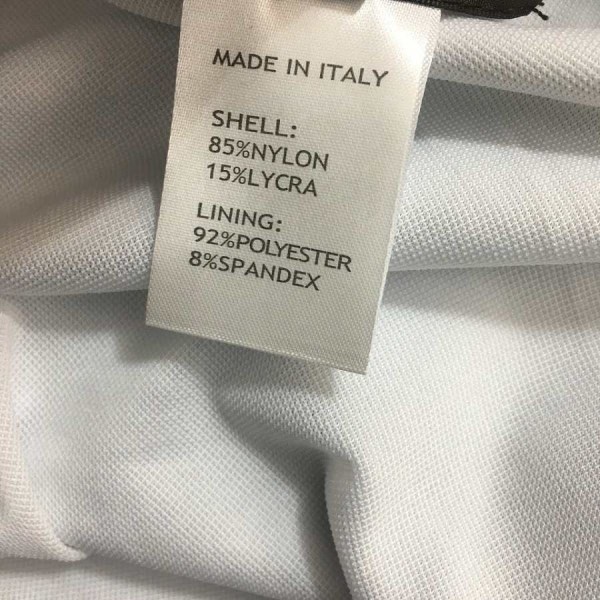 MADE IN ITALY
SHELL:
85%NYLON
15%LYCRA
LINING:
92%POLYESTER
8%SPANDEX